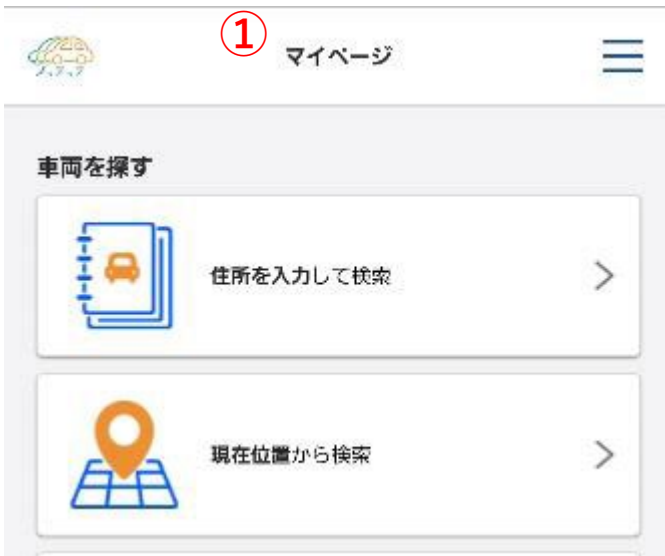 ①
マイページ
車両を探す
住所を入力して検索
現在位置から検索